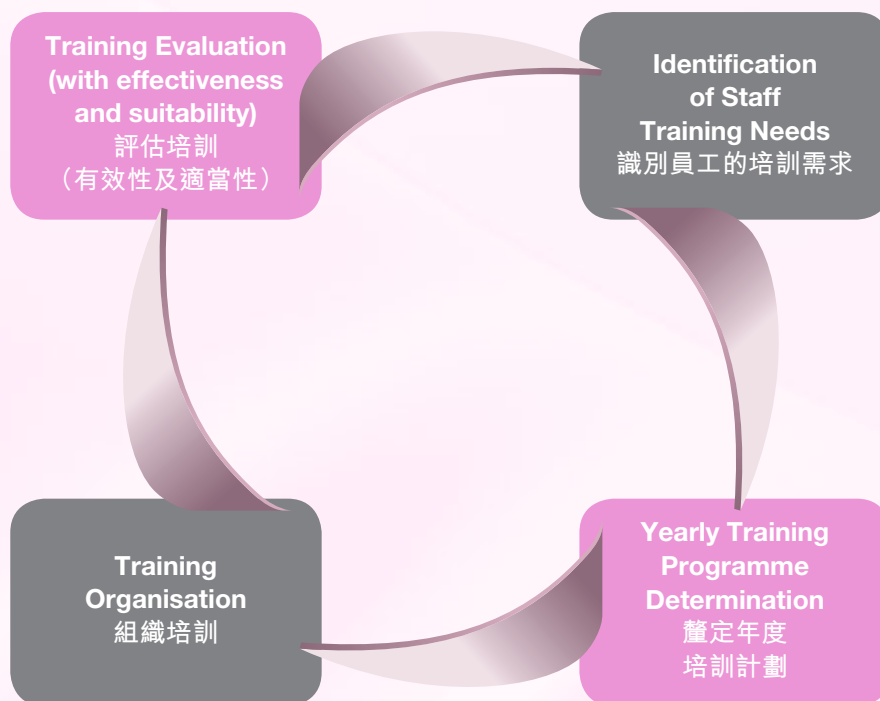 Training Evaluation
(with effectiveness
and suitability)
評估培訓
（有效性及適當性）
Identification
of Staff
Training Needs
識別員工的培訓需求
Training
Organisation
組織培訓
Yearly Training
Programme
Determination
釐定年度
培訓計劃